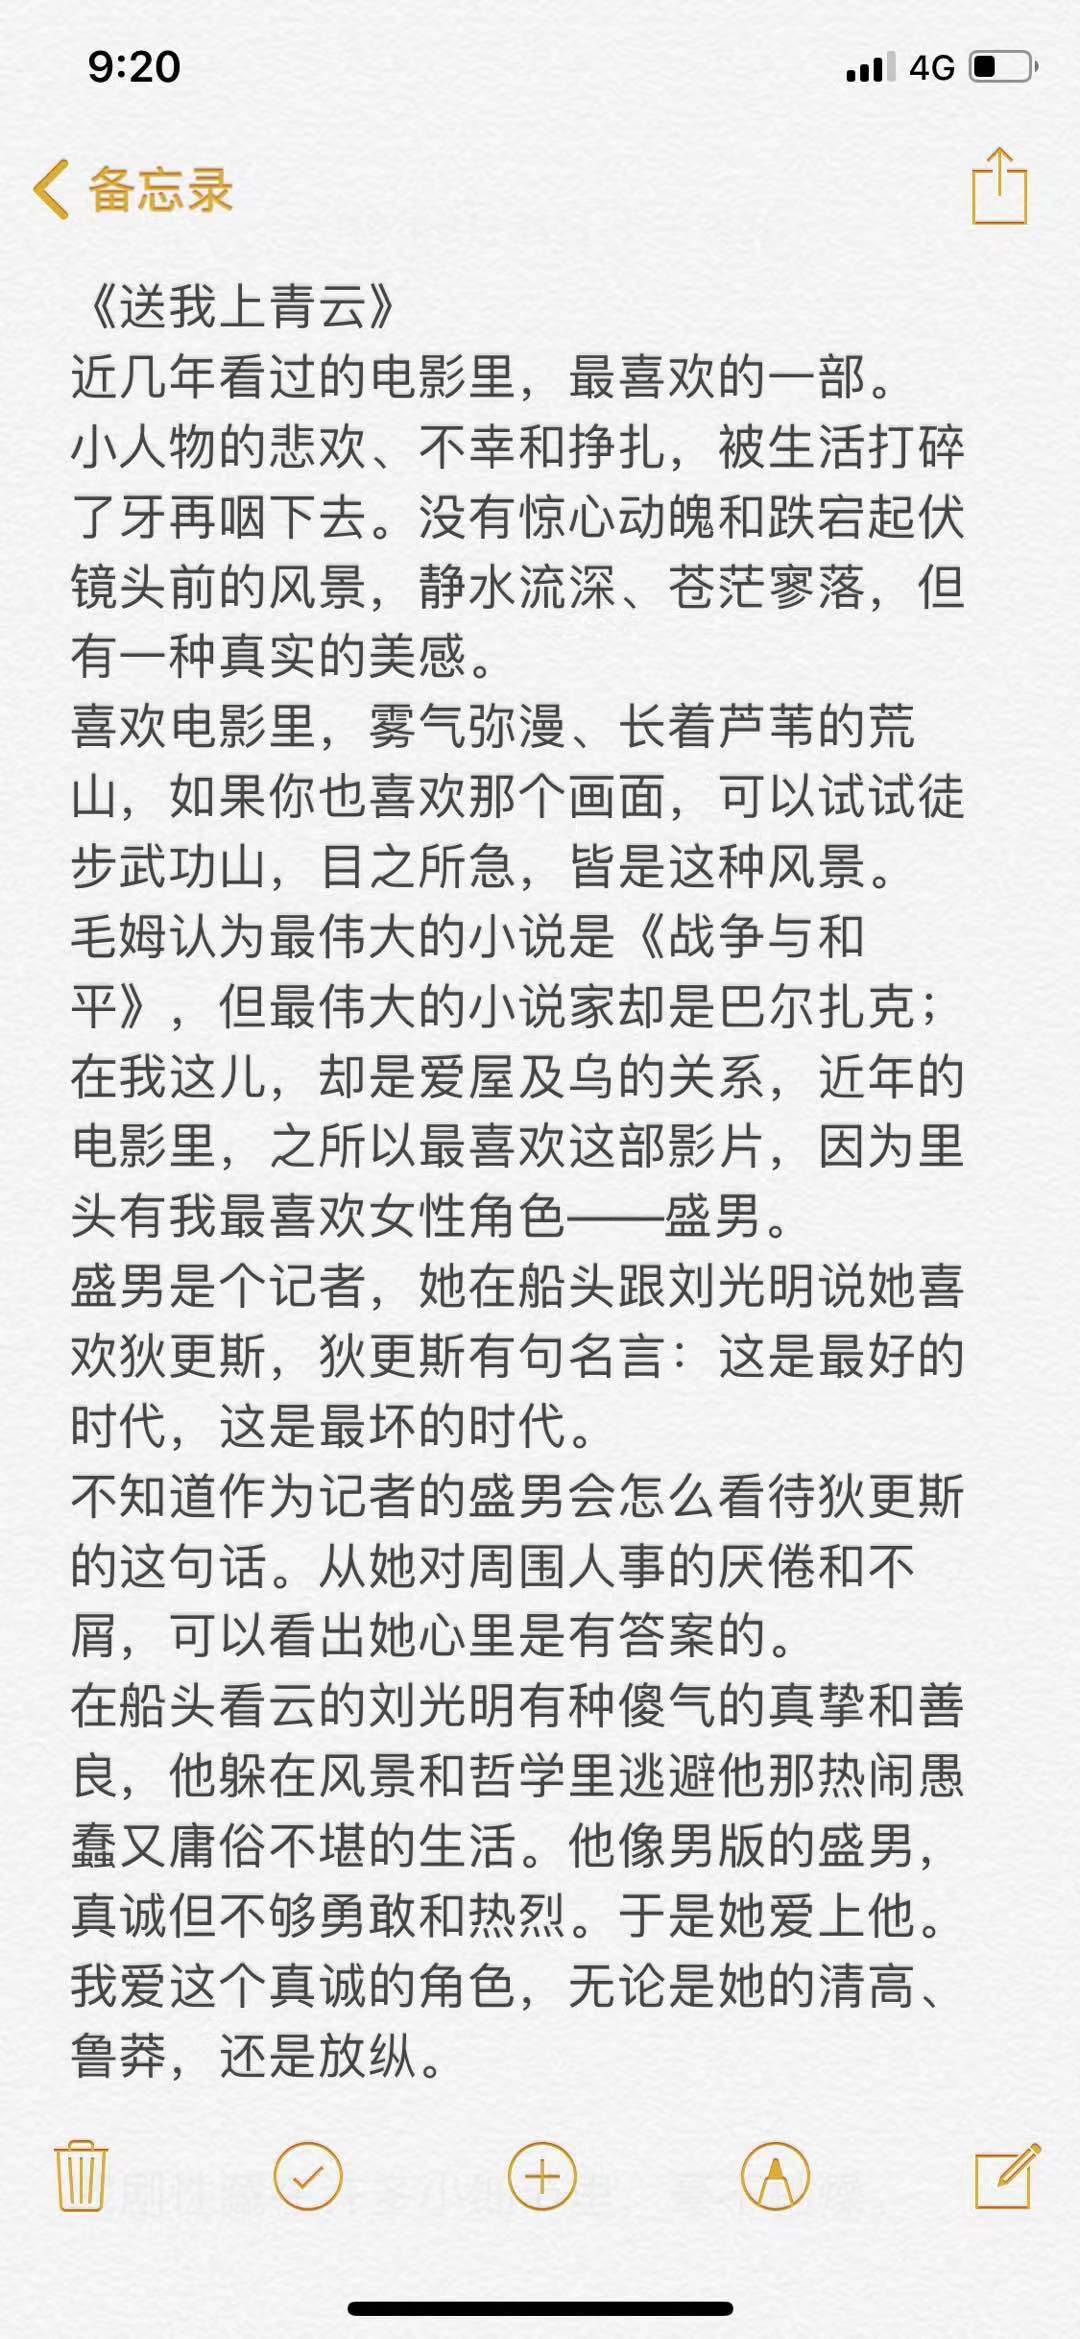 9:20
4G
备忘录
《送我上青云》
近几年看过的电影里，最喜欢的一部。
小人物的悲欢、不幸和挣扎，被生活打碎
了牙再咽下去。没有惊心动魄和跌宕起伏
镜头前的风景，静水流深、苍茫寥落，但
有一种真实的美感。
喜欢电影里，雾气弥漫、长着芦苇的荒
山，如果你也喜欢那个画面，可以试试徒
步武功山，目之所急，皆是这种风景。
毛姆认为最伟大的小说是《战争与和
平》，但最伟大的小说家却是巴尔扎克；
在我这儿，却是爱屋及乌的关系，近年的
电影里，之所以最喜欢这部影片，因为里
头有我最喜欢女性角色——盛男。
盛男是个记者，她在船头跟刘光明说她喜
欢狄更斯，狄更斯有句名言：这是最好的
时代，这是最坏的时代。
不知道作为记者的盛男会怎么看待狄更斯
的这句话。从她对周围人事的厌倦和不
屑，可以看出她心里是有答案的。
在船头看云的刘光明有种傻气的真挚和善
良，他躲在风景和哲学里逃避他那热闹愚
蠢又庸俗不堪的生活。他像男版的盛男，
真诚但不够勇敢和热烈。于是她爱上他。
我爱这个真诚的角色，无论是她的清高、
鲁莽，还是放纵。